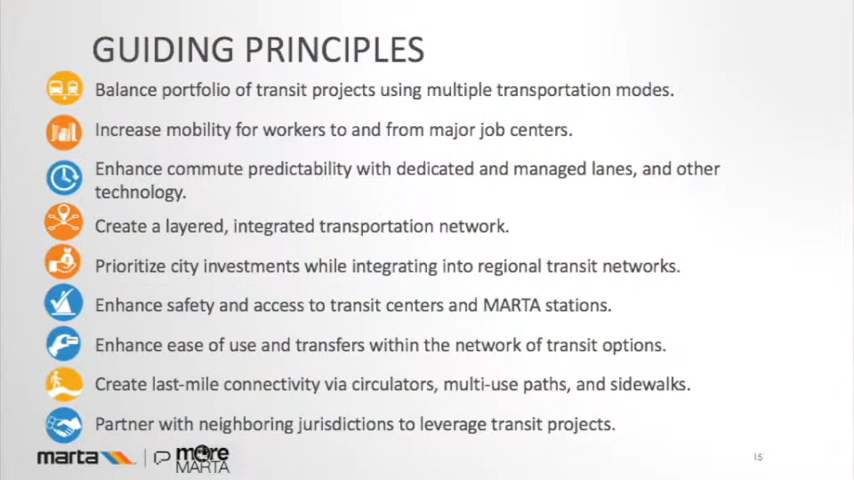 GUIDING PRINCIPLES
Balance portfolio of transit projects using multiple transportation modes.
Increase mobility for workers to and from major job centers.
Enhance commute predictability with dedicated and managed lanes, and other
technology.
Create a layered, integrated transportation network.
Prioritize city investments while integrating into regional transit networks.
Enhance safety and access to transit centers and MARTA stations.
Enhance ease of use and transfers within the network of transit options.
Create last-mile connectivity via circulators, multi-use paths, and sidewalks.
Partner with neighboring jurisdictions to leverage transit projects.
marta
more
MARTA
15